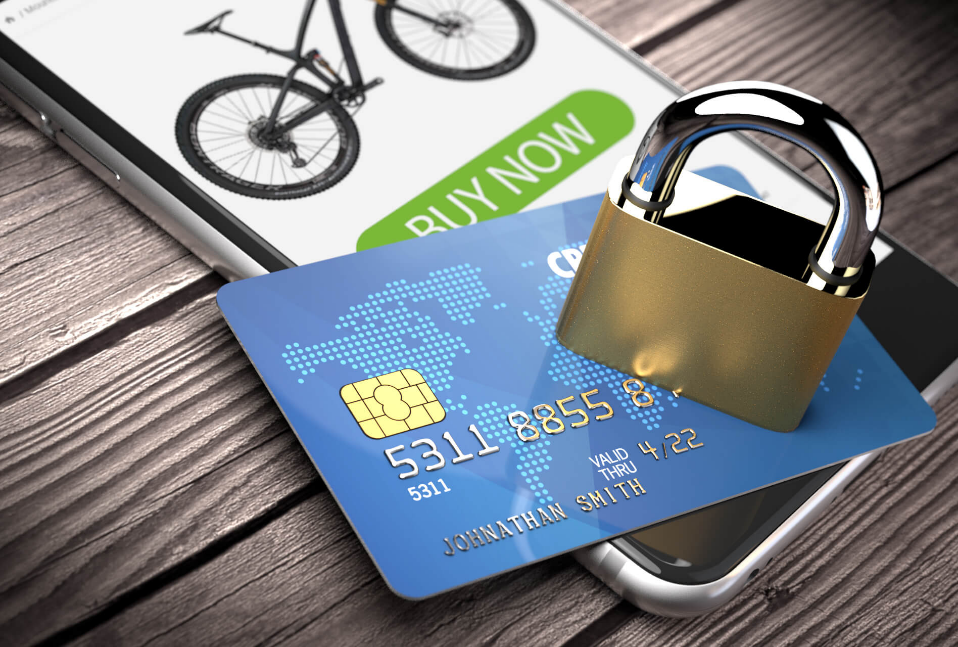 BUY NOW
5311 8855 8
5311
VALID
THRU 4/22
JOHNATHAN SMITH